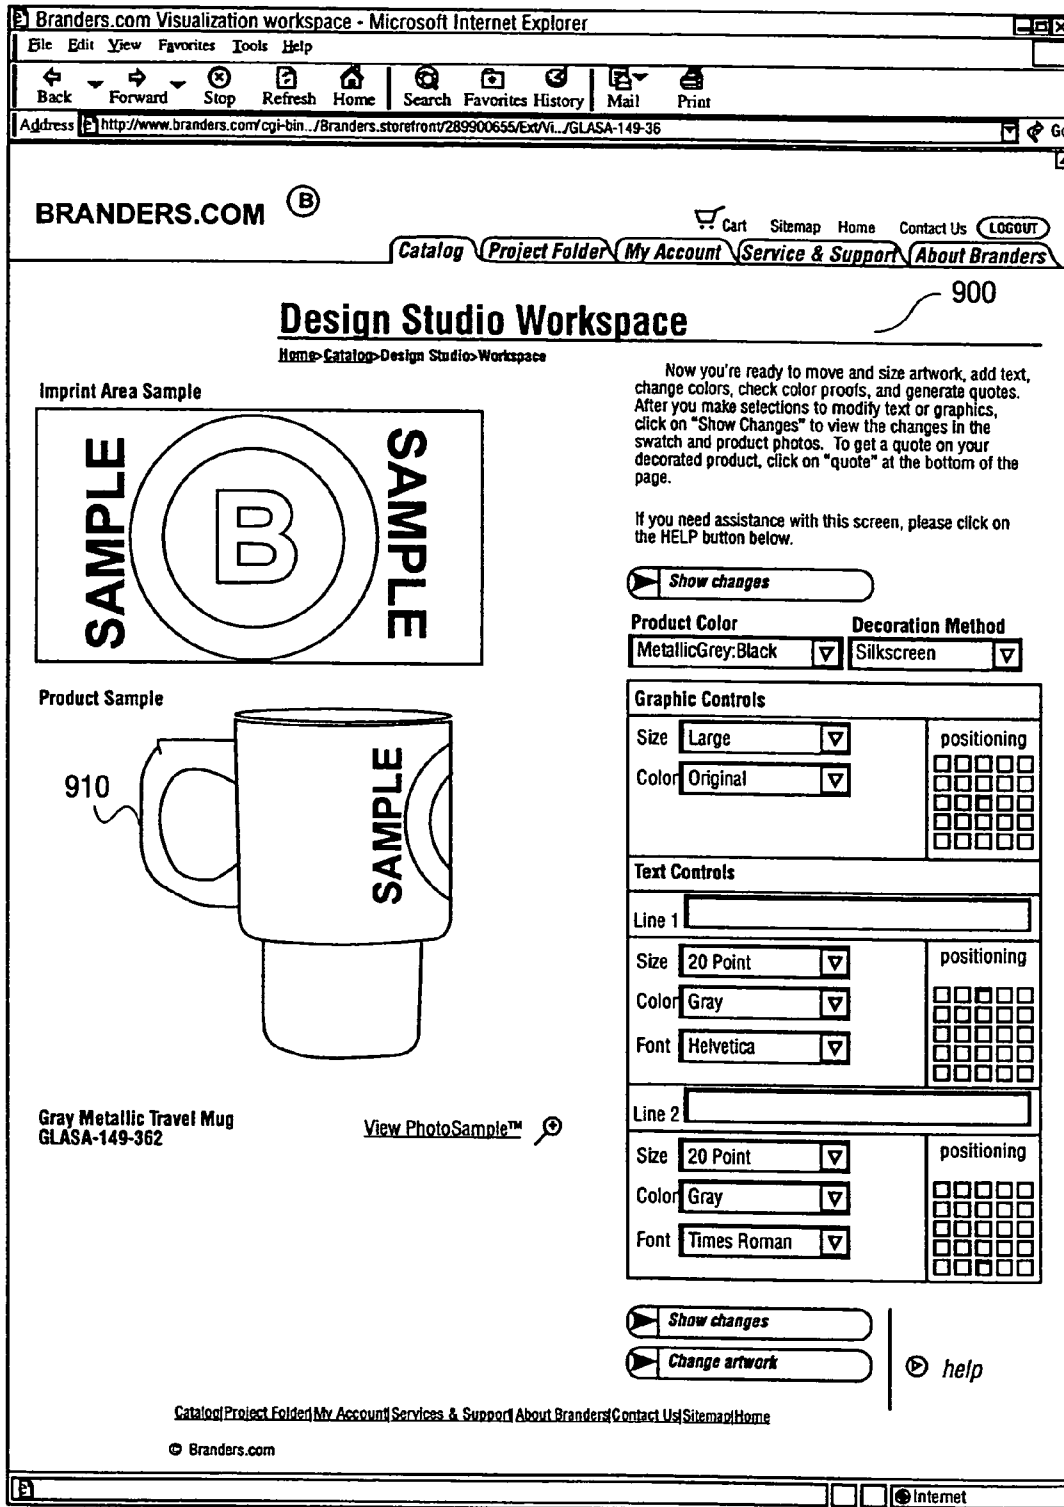 Branders.com Visualization workspace - Microsoft Internet Explorer
File Edit View Favorites Tools Help
Back Forward Stop Refresh Home Search Favorites History Mail Print
Address http://www.branders.com/cgi-bin.../Branders.storefront/289900655/Ext/Vi.../GLASA-149-36 Go
BRANDERS.COM B
Cart Sitemap Home Contact Us LOGOUT
Catalog Project Folder My Account Service & Support About Branders
900
Design Studio Workspace
Home>Catalog>Design Studio>Workspace
Now you're ready to move and size artwork, add text,
change colors, check color proofs, and generate quotes.
After you make selections to modify text or graphics,
click on "Show Changes" to view the changes in the
swatch and product photos. To get a quote on your
decorated product, click on "quote" at the bottom of the
page.
If you need assistance with this screen, please click on
the HELP button below.
Imprint Area Sample
SAMPLE
B
SAMPLE
Show changes
Product Color Decoration Method
MetallicGrey:Black Silkscreen
Product Sample
910
SAMPLE
Gray Metallic Travel Mug
GLASA-149-362
View PhotoSample™
Graphic Controls
Size Large positioning
Color Original
Text Controls
Line 1
Size 20 Point positioning
Color Gray
Font Helvetica
Line 2
Size 20 Point positioning
Color Gray
Font Times Roman
Show changes
Change artwork
help
Catalog|Project Folder|My Account|Services & Support|About Branders|Contact Us|Sitemap|Home
© Branders.com
Internet